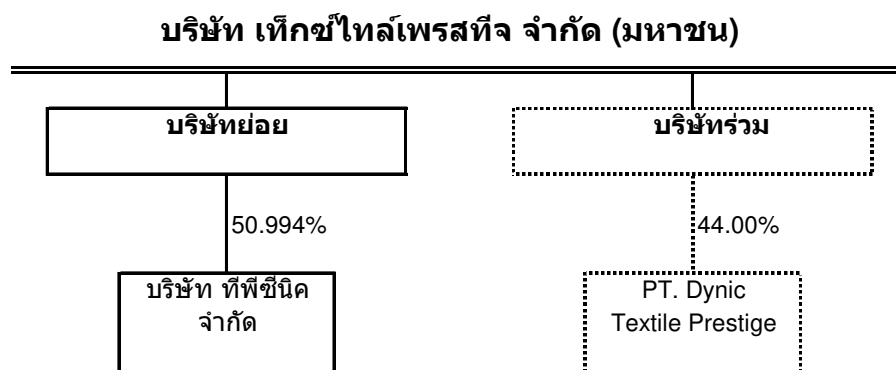 บริษัท เท็กซ์ไทล์เพรสทีจ จำกัด (มหาชน)
บริษัทย่อย
บริษัทร่วม
50.994%
44.00%
บริษัท ทีพีซีนิค
จำกัด
PT. Dynic
Textile Prestige